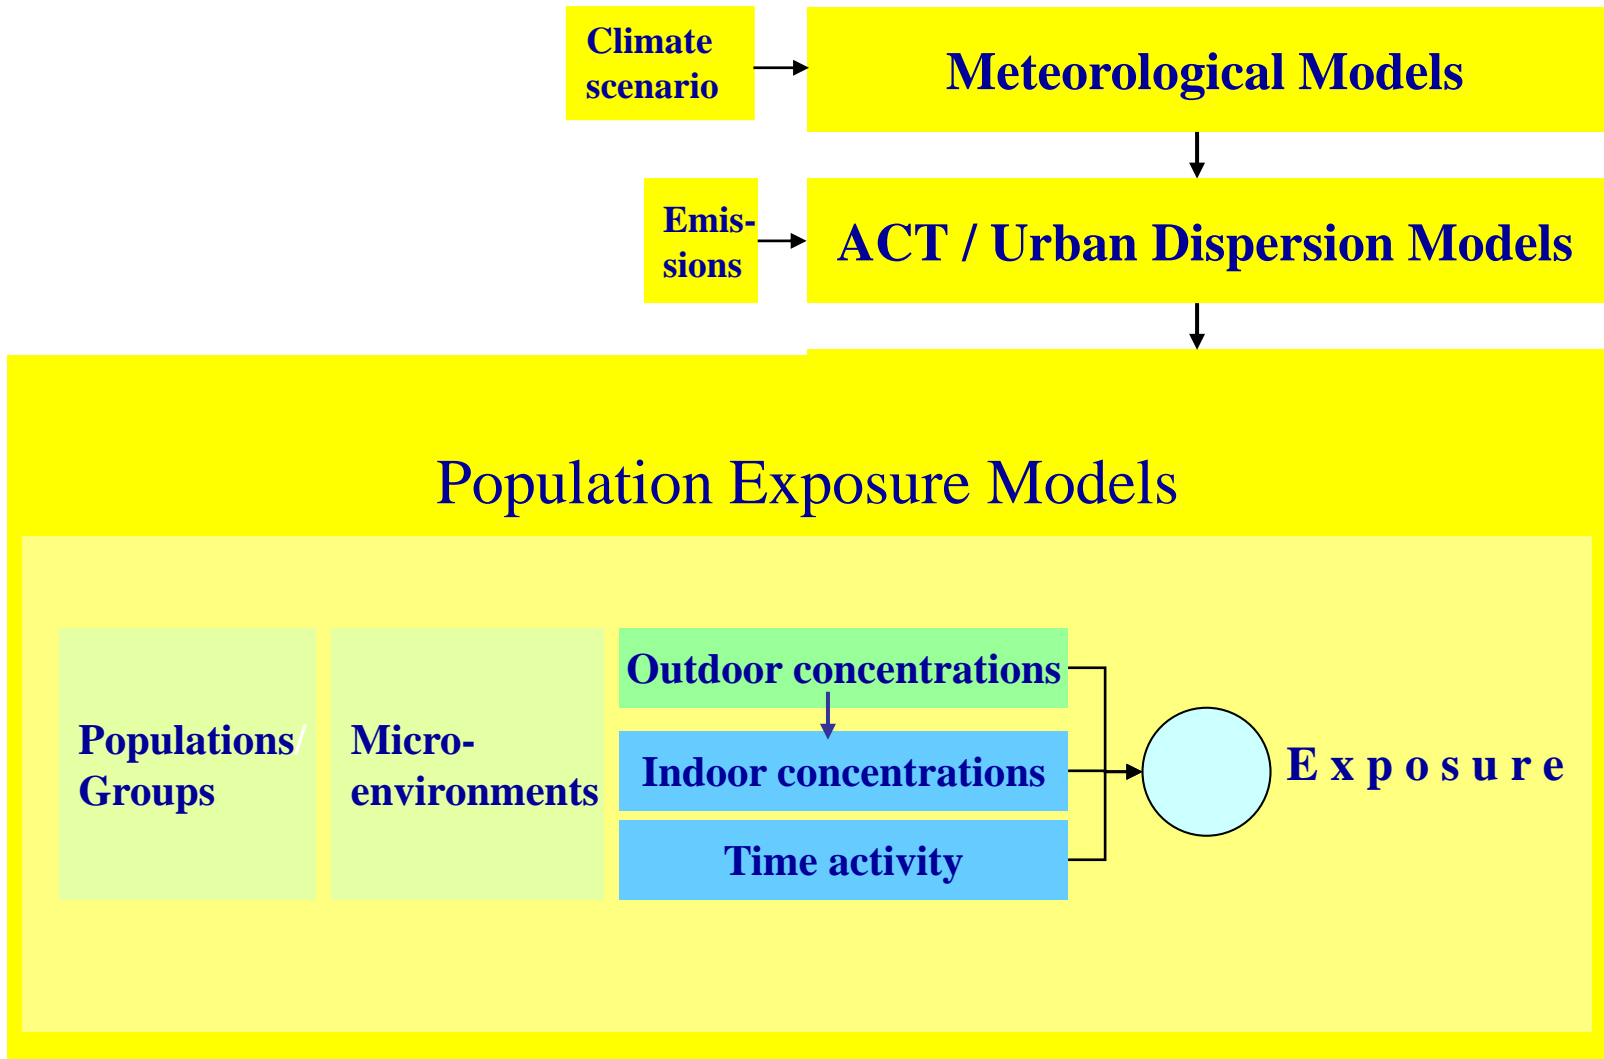 Climate
scenario
Meteorological Models
Emis-
sions
ACT / Urban Dispersion Models
Population Exposure Models
Populations/
Groups
Micro-
environments
Outdoor concentrations
Indoor concentrations
Time activity
E x p o s u r e